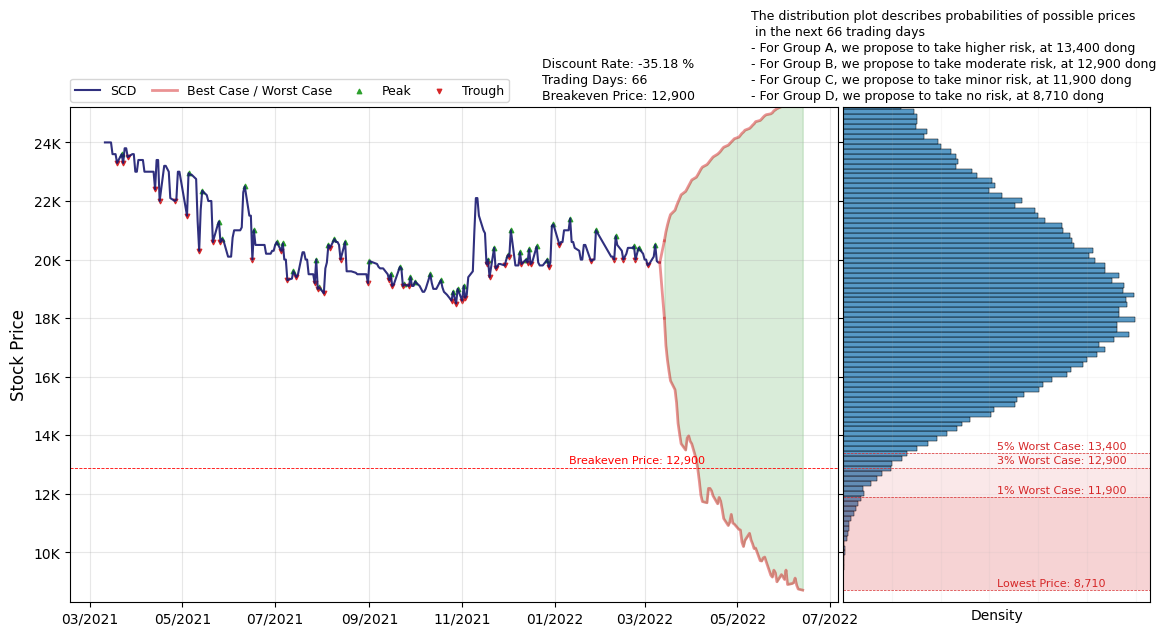 The distribution plot describes probabilities of possible prices
in the next 66 trading days
- For Group A, we propose to take higher risk, at 13,400 dong
- For Group B, we propose to take moderate risk, at 12,900 dong
- For Group C, we propose to take minor risk, at 11,900 dong
- For Group D, we propose to take no risk, at 8,710 dong
Discount Rate: -35.18 %
Trading Days: 66
Breakeven Price: 12,900
SCD
Best Case / Worst Case
Peak
Trough
Stock Price
24K
22K
20K
18K
16K
14K
12K
10K
Breakeven Price: 12,900
5% Worst Case: 13,400
3% Worst Case: 12,900
1% Worst Case: 11,900
Lowest Price: 8,710
03/2021
05/2021
07/2021
09/2021
11/2021
01/2022
03/2022
05/2022
07/2022
Density